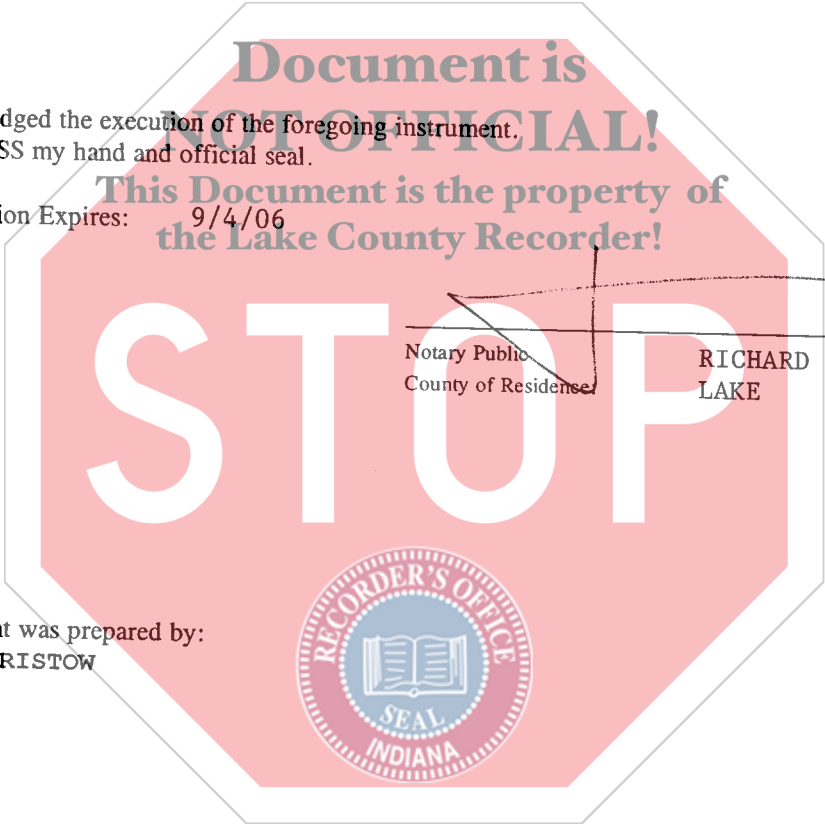 Document is
dged the execution of the foregoing instrument.
NOT OFFICIAL!
SS my hand and official seal.
This Document is the property of
ion Expires: 9/4/06
the Lake County Recorder!
Notary Public RICHARD
County of Residence: LAKE
STOP
RECORDER'S OFFICE
SEAL
INDIANA
t was prepared by:
RISTOW